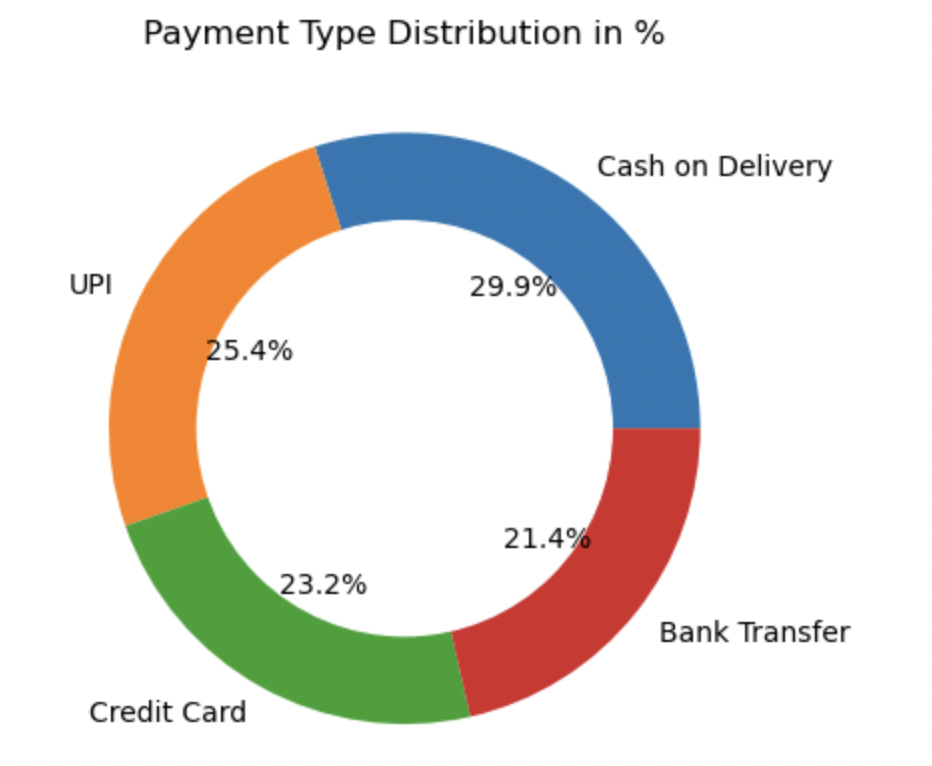 Payment Type Distribution in %
Cash on Delivery
29.9%
UPI
25.4%
21.4%
23.2%
Bank Transfer
Credit Card